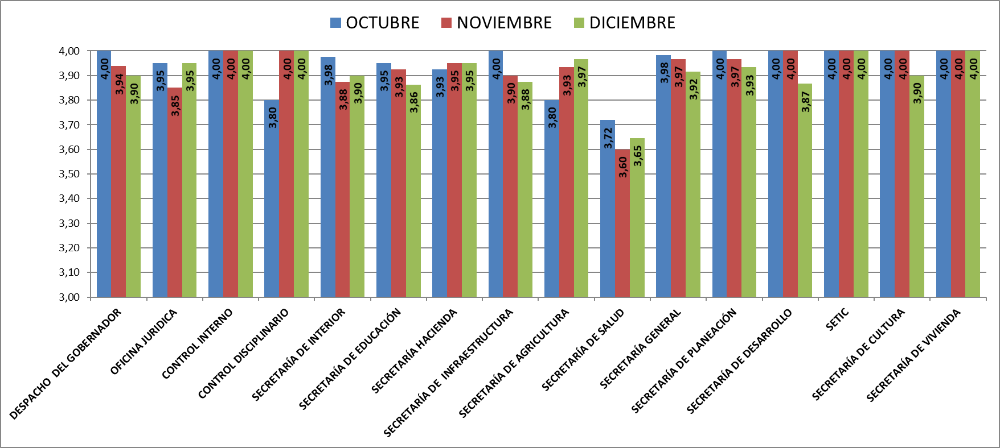 OCTUBRE NOVIEMBRE DICIEMBRE
4,00
3,90
3,80
3,70
3,60
3,50
3,40
3,30
3,20
3,10
3,00
4,00 3,94 3,90
3,95 3,85 3,95
4,00 4,00 4,00
3,80 4,00 4,00
3,98 3,88 3,90
3,95 3,93 3,86
3,93 3,95 3,95
4,00 3,90 3,88
3,80 3,93 3,97
3,72 3,60 3,65
3,98 3,97 3,92
4,00 3,97 3,93
4,00 4,00 3,87
4,00 4,00 4,00
4,00 4,00 3,90
4,00 4,00 4,00
DESPACHO DEL GOBERNADOR
OFICINA JURIDICA
CONTROL INTERNO
CONTROL DISCIPLINARIO
SECRETARÍA DE INTERIOR
SECRETARÍA DE EDUCACIÓN
SECRETARÍA HACIENDA
SECRETARÍA DE INFRAESTRUCTURA
SECRETARÍA DE AGRICULTURA
SECRETARÍA DE SALUD
SECRETARÍA GENERAL
SECRETARÍA DE PLANEACIÓN
SECRETARÍA DE DESARROLLO
SETIC
SECRETARÍA DE CULTURA
SECRETARÍA DE VIVIENDA